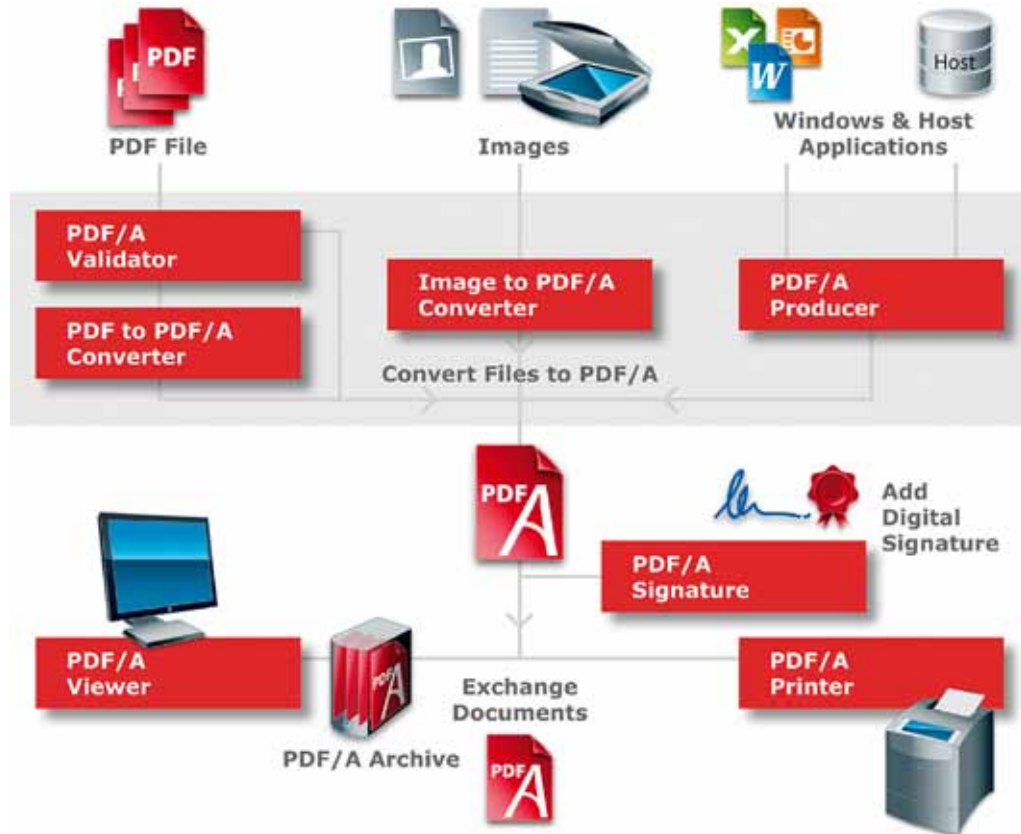 PDF
PDF File
Images
X
W
Host
Windows & Host
Applications
PDF/A
Validator
PDF to PDF/A
Converter
Image to PDF/A
Converter
PDF/A
Producer
Convert Files to PDF/A
PDF
A
Add
Digital
Signature
PDF/A
Signature
PDF/A
Viewer
PDF/A
Printer
PDF
A
Exchange
Documents
PDF/A Archive
PDF
A